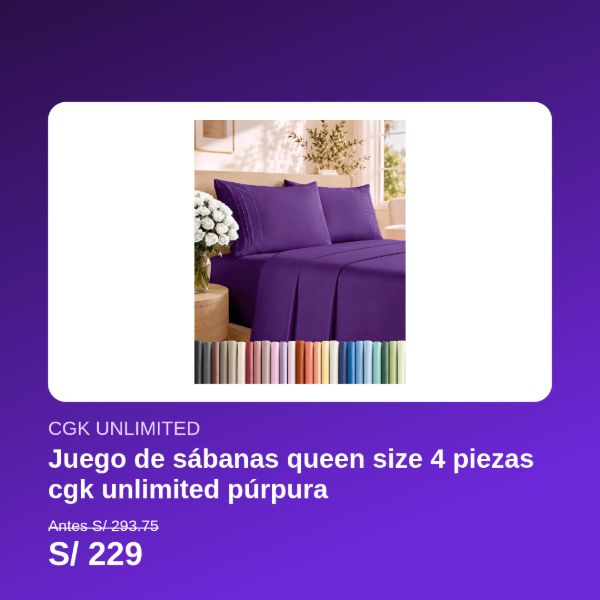 CGK UNLIMITED
Juego de sábanas queen size 4 piezas
cgk unlimited púrpura
Antes S/ 293.75
S/ 229